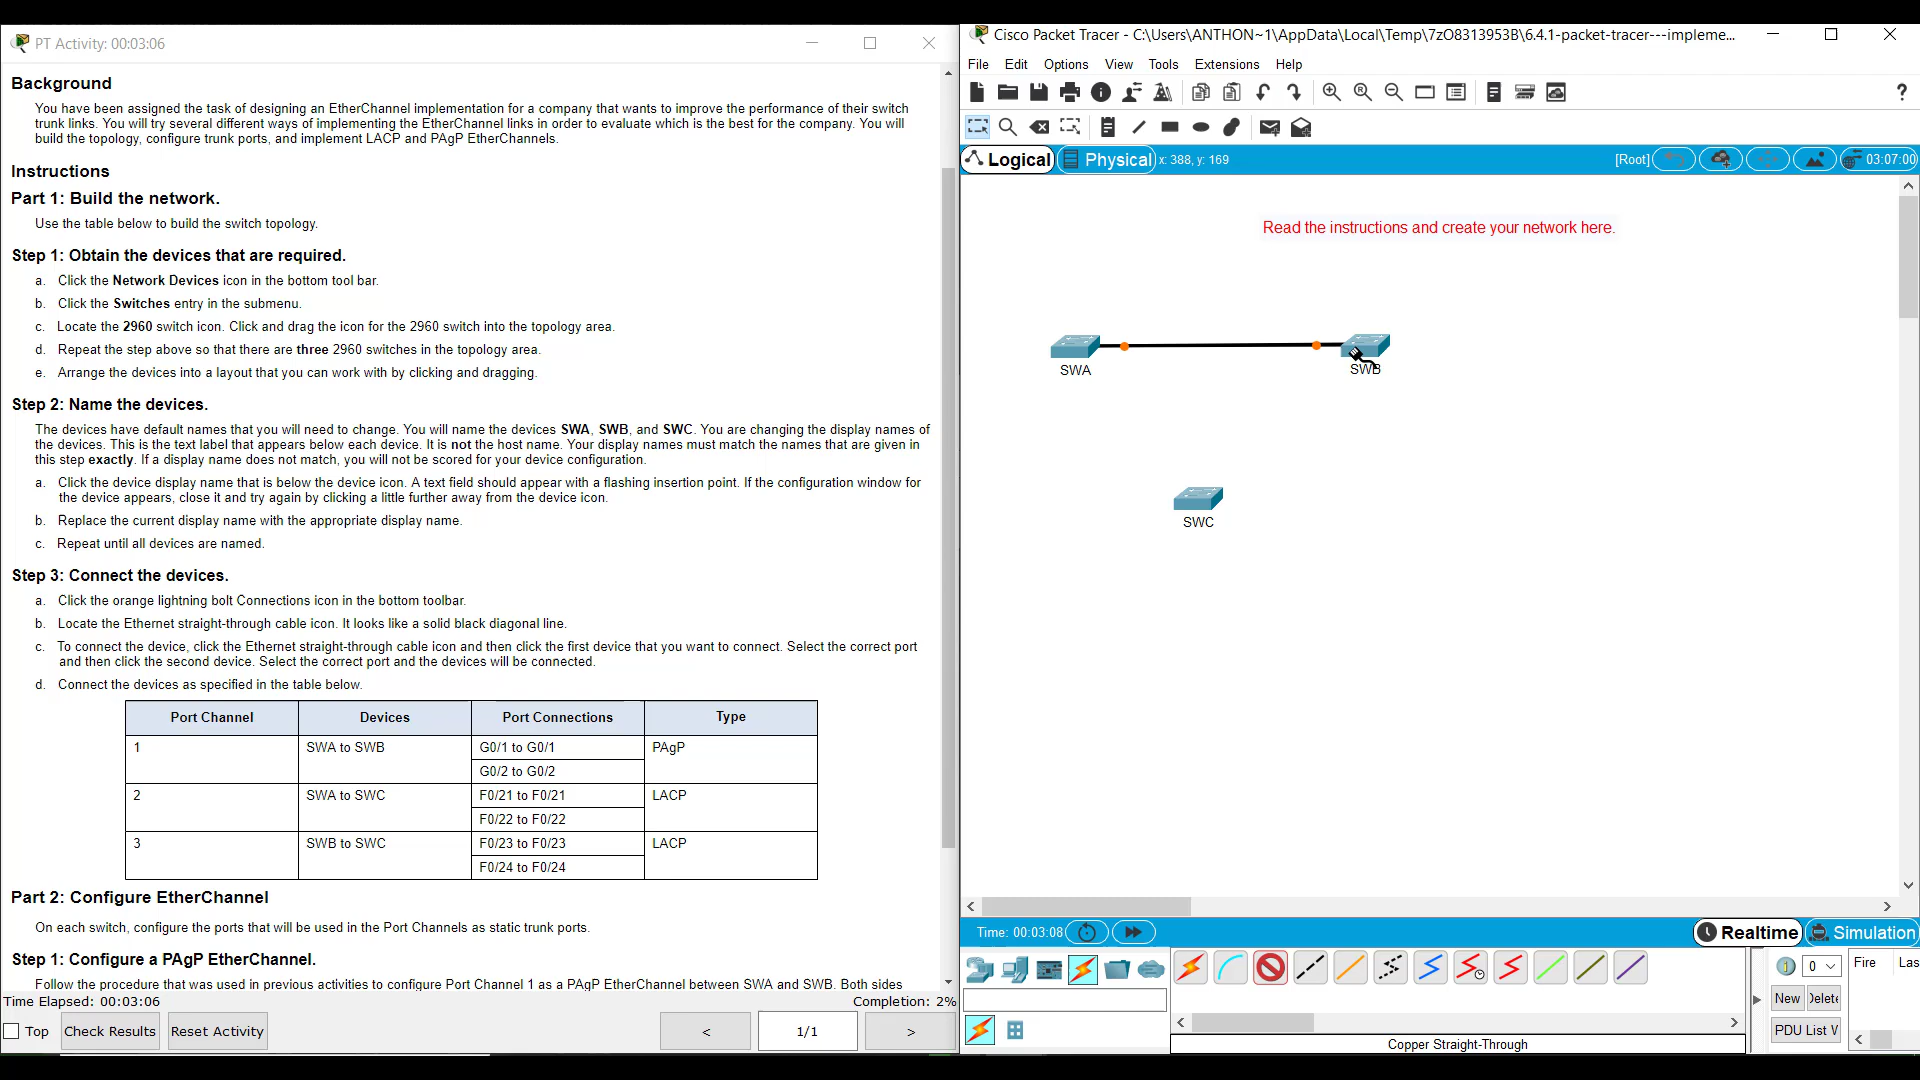 PT Activity: 00:03:06
Background
You have been assigned the task of designing an EtherChannel implementation for a company that wants to improve the performance of their switch
trunk links. You will try several different ways of implementing the EtherChannel links in order to evaluate which is the best for the company. You will
build the topology, configure trunk ports, and implement LACP and PAgP EtherChannels.
Instructions
Part 1: Build the network.
Use the table below to build the switch topology.
Step 1: Obtain the devices that are required.
a. Click the Network Devices icon in the bottom tool bar.
b. Click the Switches entry in the submenu.
c. Locate the 2960 switch icon. Click and drag the icon for the 2960 switch into the topology area.
d. Repeat the step above so that there are three 2960 switches in the topology area.
e. Arrange the devices into a layout that you can work with by clicking and dragging.
Step 2: Name the devices.
The devices have default names that you will need to change. You will name the devices SWA, SWB, and SWC. You are changing the display names of
the devices. This is the text label that appears below each device. It is not the host name. Your display names must match the names that are given in
this step exactly. If a display name does not match, you will not be scored for your device configuration.
a. Click the device display name that is below the device icon. A text field should appear with a flashing insertion point. If the configuration window for
the device appears, close it and try again by clicking a little further away from the device icon.
b. Replace the current display name with the appropriate display name.
c. Repeat until all devices are named.
Step 3: Connect the devices.
a. Click the orange lightning bolt Connections icon in the bottom toolbar.
b. Locate the Ethernet straight-through cable icon. It looks like a solid black diagonal line.
c. To connect the device, click the Ethernet straight-through cable icon and then click the first device that you want to connect. Select the correct port
and then click the second device. Select the correct port and the devices will be connected.
d. Connect the devices as specified in the table below.
Port Channel Devices Port Connections Type
1 SWA to SWB G0/1 to G0/1 PAgP
G0/2 to G0/2
2 SWA to SWC F0/21 to F0/21 LACP
F0/22 to F0/22
3 SWB to SWC F0/23 to F0/23 LACP
F0/24 to F0/24
Part 2: Configure EtherChannel
On each switch, configure the ports that will be used in the Port Channels as static trunk ports.
Step 1: Configure a PAgP EtherChannel.
Follow the procedure that was used in previous activities to configure Port Channel 1 as a PAgP EtherChannel between SWA and SWB. Both sides
Time Elapsed: 00:03:06 Completion: 2%
Top Check Results Reset Activity < 1/1 >
Cisco Packet Tracer - C:\Users\ANTHON~1\AppData\Local\Temp\7zO8313953B\6.4.1-packet-tracer---impleme...
File Edit Options View Tools Extensions Help
Logical Physical x: 388, y: 169 [Root] 03:07:00
Read the instructions and create your network here.
SWA
SWB
SWC
Time: 00:03:08 Realtime Simulation
0 Fire Las
New Delete
PDU List W
Copper Straight-Through